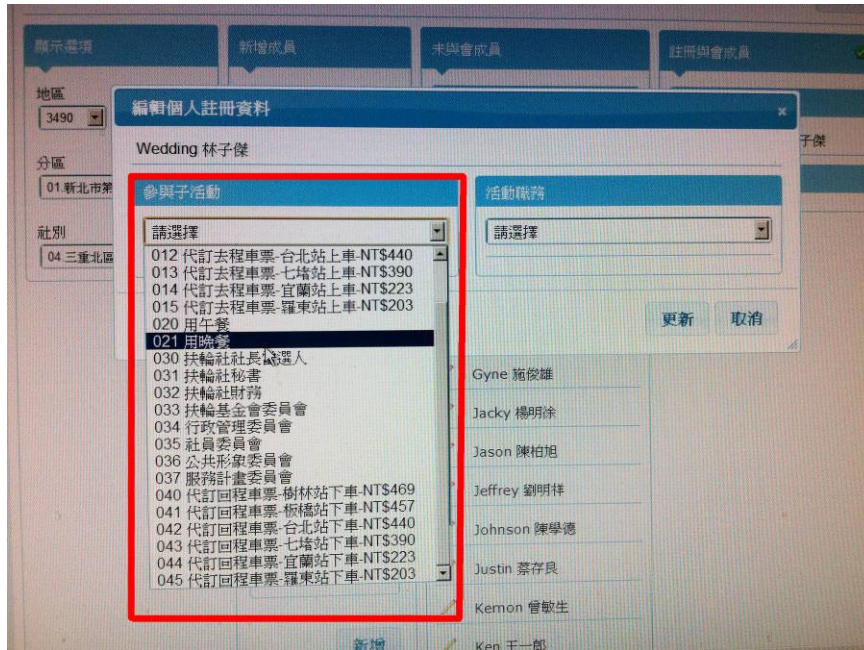 顯示選項
新增成員
未與會成員
註冊與會成員
地區
3490
編輯個人註冊資料
×
Wedding 林子傑
子傑
分區
01.新北市第
參與子活動
活動職務
請選擇
請選擇
社別
04.三重北區
012 代訂去程車票-台北站上車-NT$440
013 代訂去程車票-七堵站上車-NT$390
014 代訂去程車票-宜蘭站上車-NT$223
015 代訂去程車票-羅東站上車-NT$203
020 用午餐
021 用晚餐
030 扶輪社社長 選人
031 扶輪社秘書
032 扶輪社財務
033 扶輪基金會委員會
034 行政管理委員會
035 社員委員會
036 公共形象委員會
037 服務計畫委員會
040 代訂回程車票-樹林站下車-NT$469
041 代訂回程車票-板橋站下車-NT$457
042 代訂回程車票-台北站下車-NT$440
043 代訂回程車票-七堵站下車-NT$390
044 代訂回程車票-宜蘭站下車-NT$223
045 代訂回程車票-羅東站下車-NT$203
更新
取消
Gyne 施俊雄
Jacky 楊明涂
Jason 陳柏旭
Jeffrey 劉明祥
Johnson 陳學德
Justin 蔡存良
Kemon 曾敏生
Ken 王一郎
新增